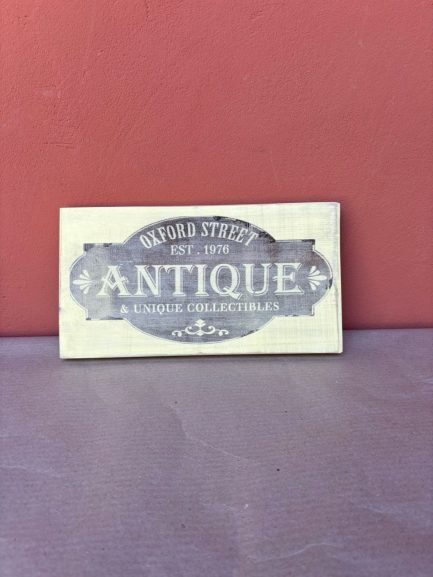 OXFORD STREET
EST . 1976
ANTIQUE
& UNIQUE COLLECTIBLES